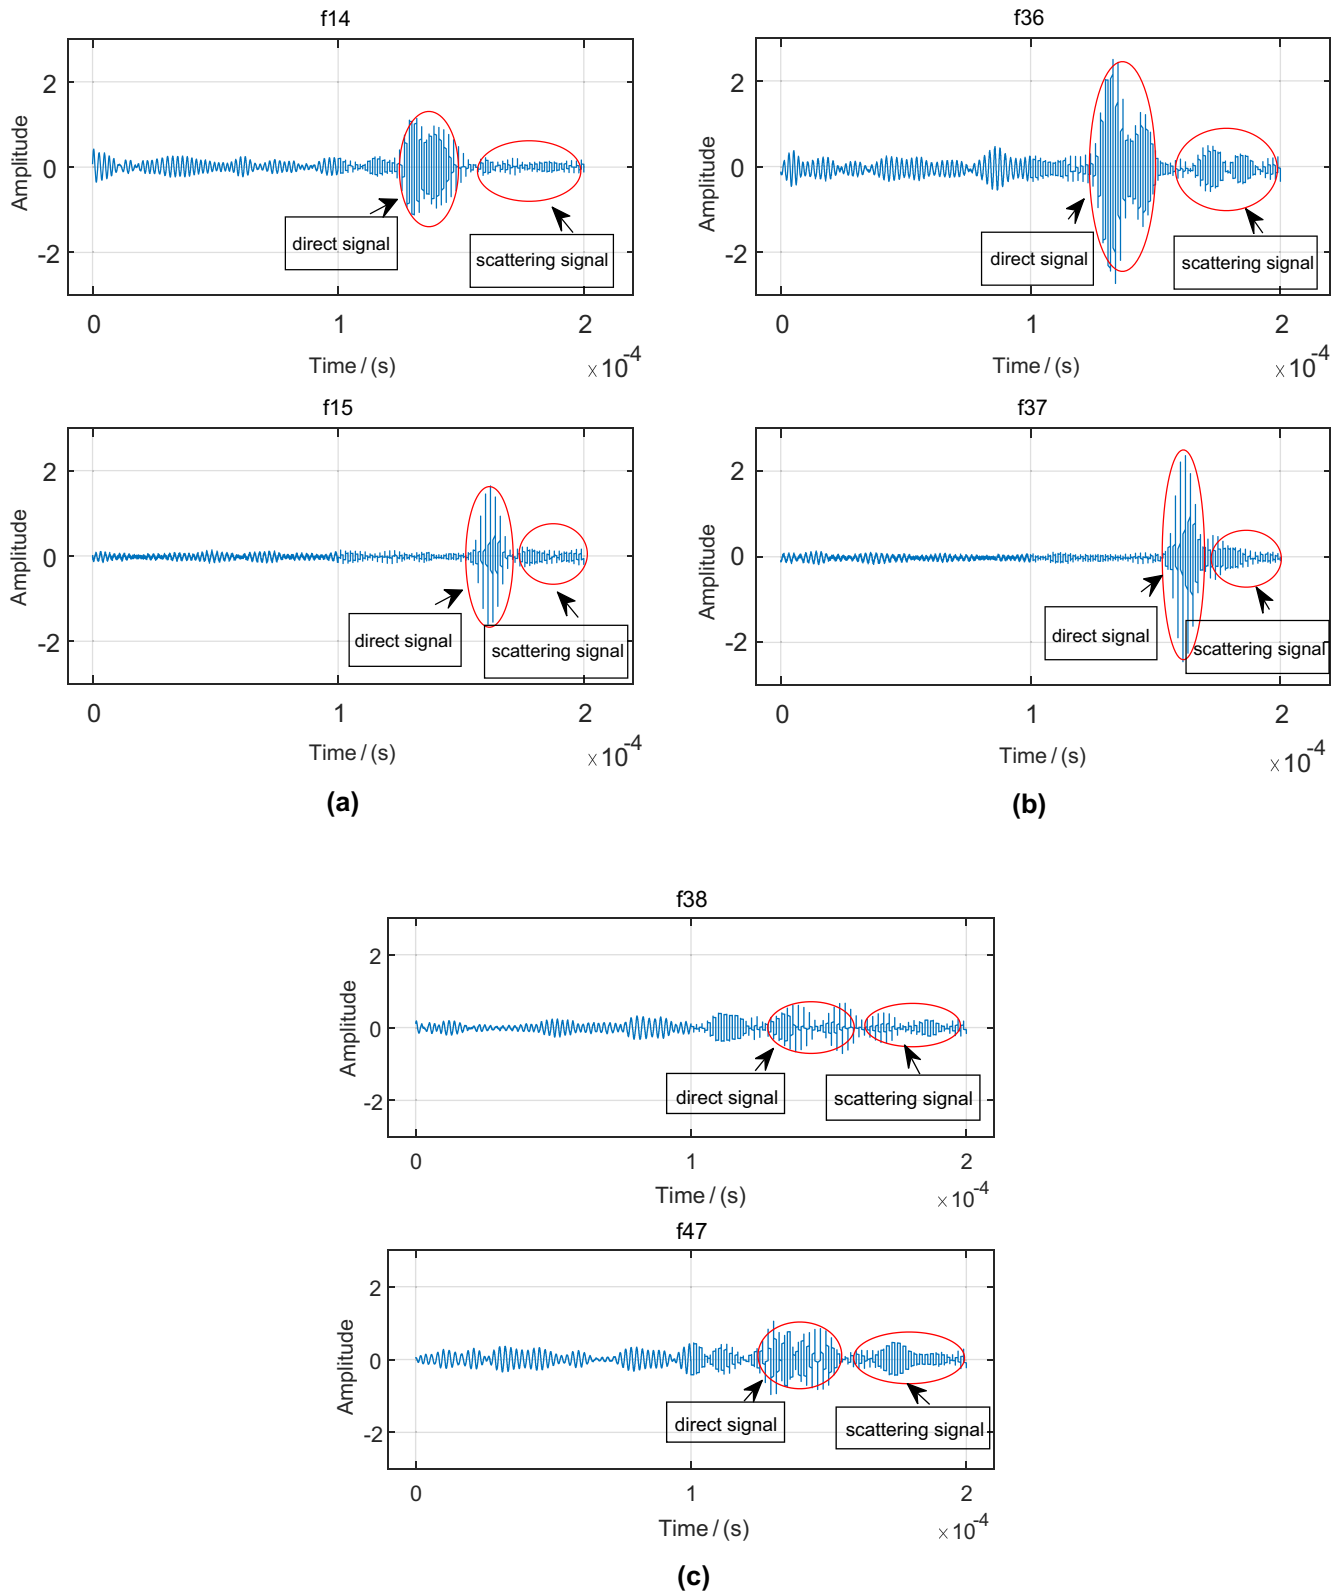 f14
Amplitude
2
0
-2
direct signal
scattering signal
0 1 2
Time / (s)
×10-4
f36
Amplitude
2
0
-2
direct signal
scattering signal
0 1 2
Time / (s)
×10-4
f15
Amplitude
2
0
-2
direct signal
scattering signal
0 1 2
Time / (s)
×10-4
(a)
f37
Amplitude
2
0
-2
direct signal
scattering signal
0 1 2
Time / (s)
×10-4
(b)
f38
Amplitude
2
0
-2
direct signal
scattering signal
0 1 2
Time / (s)
×10-4
f47
Amplitude
2
0
-2
direct signal
scattering signal
0 1 2
Time / (s)
×10-4
(c)